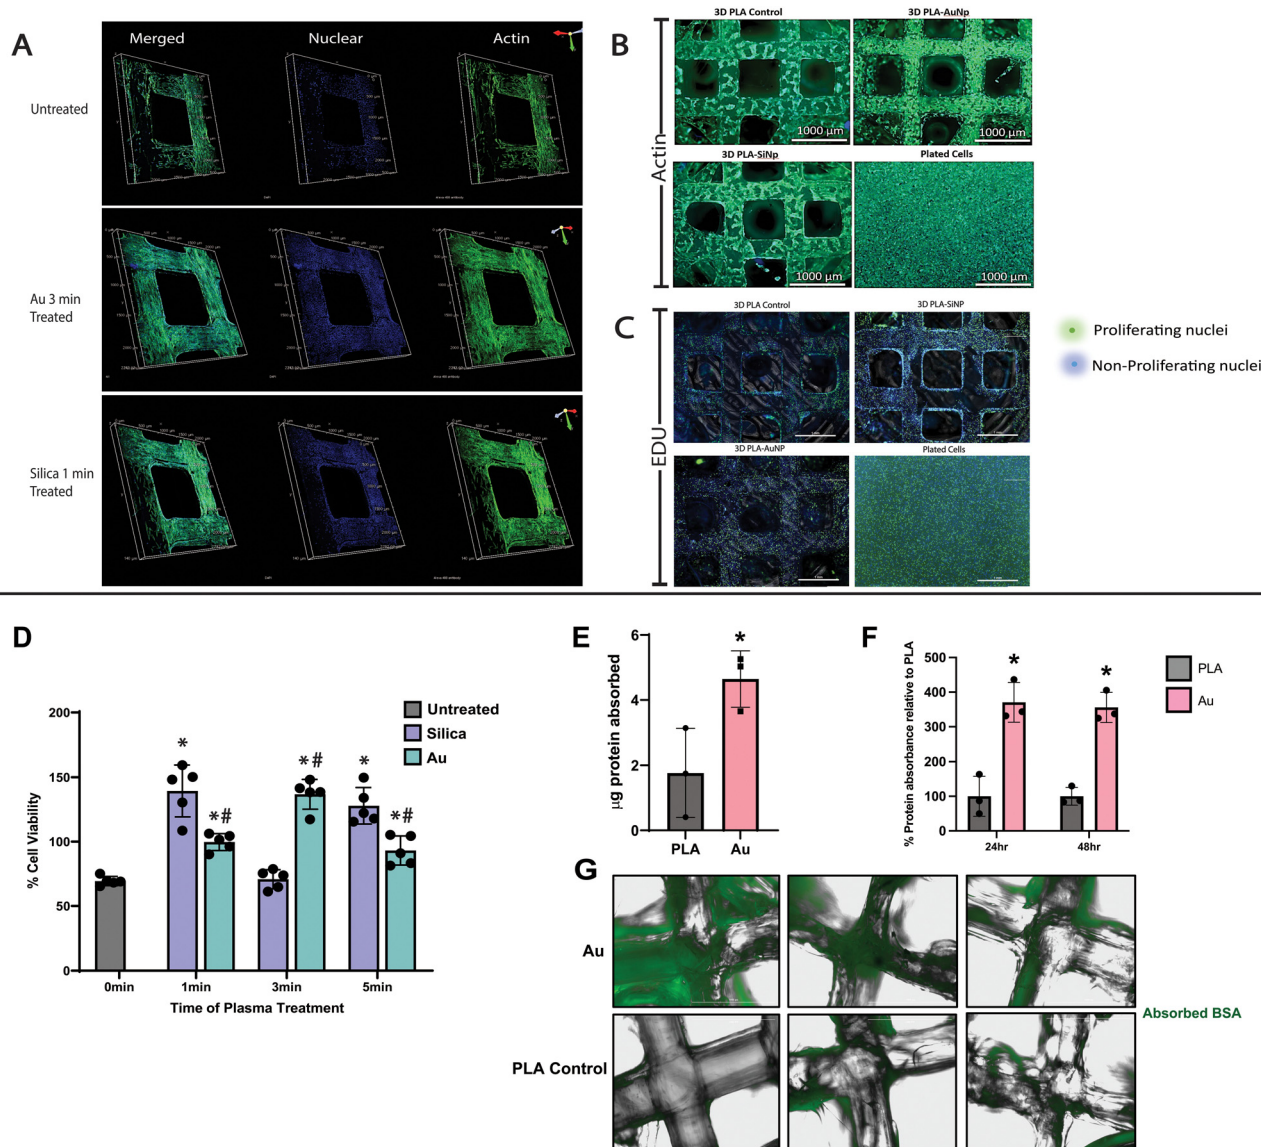 A
Merged
Nuclear
Actin
Untreated
Au 3 min
Treated
Silica 1 min
Treated
B
Actin
3D PLA Control
3D PLA-AuNp
1000 µm
1000 µm
3D PLA-SiNp
Plated Cells
1000 µm
1000 µm
C
EDU
3D PLA Control
3D PLA-SiNP
3D PLA-AuNP
Plated Cells
Proliferating nuclei
Non-Proliferating nuclei
D
% Cell Viability
200
150
100
50
0
0min
1min
3min
5min
Time of Plasma Treatment
Untreated
Silica
Au
*
*#
*#
*
*#
E
µg protein absorbed
6
4
2
0
PLA
Au
*
F
% Protein absorbance relative to PLA
500
400
300
200
100
0
24hr
48hr
*
*
PLA
Au
G
Au
PLA Control
Absorbed BSA